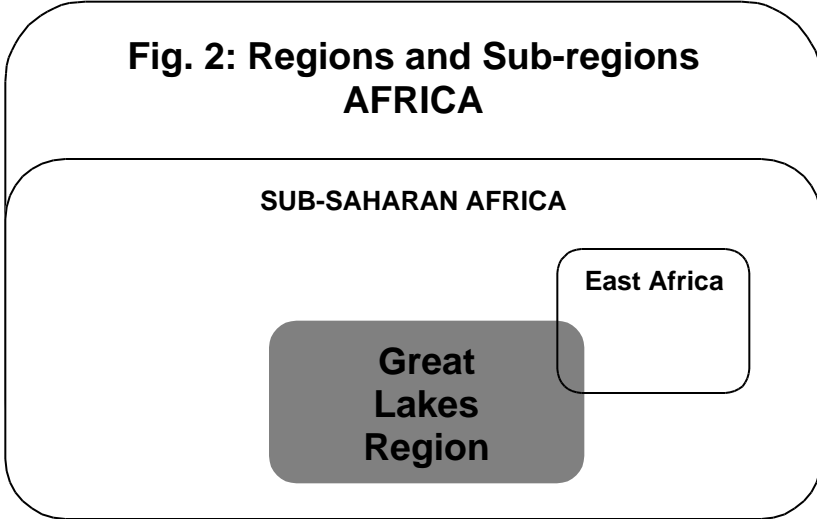 Fig. 2: Regions and Sub-regions
AFRICA
SUB-SAHARAN AFRICA
East Africa
Great
Lakes
Region